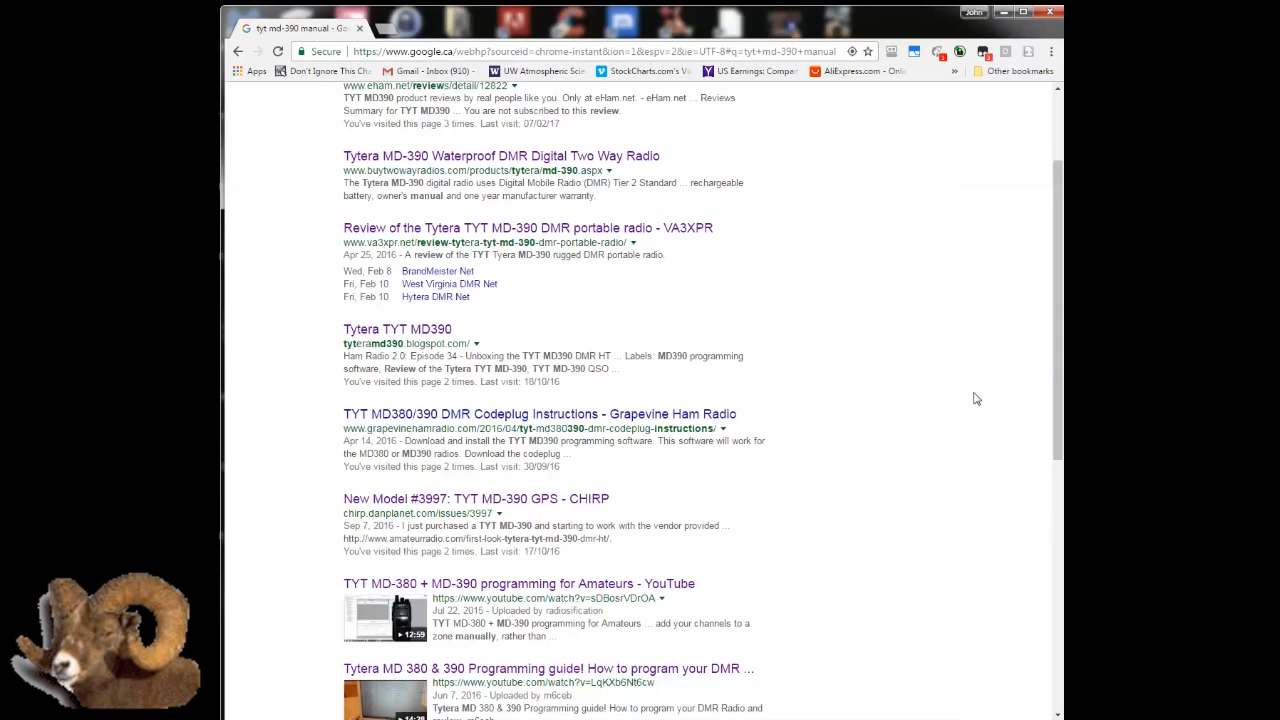 John
tyt md-390 manual - Go
Secure https://www.google.ca/webhp?sourceid=chrome-instant&ion=1&espv=2&ie=UTF-8#q=tyt+md-390+manual
Apps Don't Ignore This Cha Gmail - Inbox (910) - UW Atmospheric Scie StockCharts.com's Vi US Earnings: Compan AliExpress.com - Onli » Other bookmarks
www.eham.net/reviews/detail/12622
TYT MD390 product reviews by real people like you. Only at eHam.net. - eHam.net ... Reviews
Summary for TYT MD390 ... You are not subscribed to this review.
You've visited this page 3 times. Last visit: 07/02/17
Tytera MD-390 Waterproof DMR Digital Two Way Radio
www.buytwowayradios.com/products/tytera/md-390.aspx
The Tytera MD-390 digital radio uses Digital Mobile Radio (DMR) Tier 2 Standard ... rechargeable
battery, owner's manual and one year manufacturer warranty.
Review of the Tytera TYT MD-390 DMR portable radio - VA3XPR
www.va3xpr.net/review-tytera-tyt-md-390-dmr-portable-radio/
Apr 25, 2016 - A review of the TYT Tyera MD-390 rugged DMR portable radio.
Wed, Feb 8 BrandMeister Net
Fri, Feb 10 West Virginia DMR Net
Fri, Feb 10 Hytera DMR Net
Tytera TYT MD390
tyteramd390.blogspot.com/
Ham Radio 2.0: Episode 34 - Unboxing the TYT MD390 DMR HT ... Labels: MD390 programming
software, Review of the Tytera TYT MD-390, TYT MD-390 QSO ...
You've visited this page 2 times. Last visit: 18/10/16
TYT MD380/390 DMR Codeplug Instructions - Grapevine Ham Radio
www.grapevinehamradio.com/2016/04/tyt-md380390-dmr-codeplug-instructions/
Apr 14, 2016 - Download and install the TYT MD390 programming software. This software will work for
the MD380 or MD390 radios. Download the codeplug ...
You've visited this page 2 times. Last visit: 30/09/16
New Model #3997: TYT MD-390 GPS - CHIRP
chirp.danplanet.com/issues/3997
Sep 7, 2016 - I just purchased a TYT MD-390 and starting to work with the vendor provided ...
http://www.amateurradio.com/first-look-tytera-tyt-md-390-dmr-ht/.
You've visited this page 2 times. Last visit: 17/10/16
TYT MD-380 + MD-390 programming for Amateurs - YouTube
https://www.youtube.com/watch?v=sDBosrVDrOA
Jul 22, 2015 - Uploaded by radiosification
TYT MD-380 + MD-390 programming for Amateurs ... add your channels to a
zone manually, rather than ...
12:59
Tytera MD 380 & 390 Programming guide! How to program your DMR ...
https://www.youtube.com/watch?v=LqKXb6Nt6cw
Jun 7, 2016 - Uploaded by m6ceb
Tytera MD 380 & 390 Programming guide! How to program your DMR Radio and